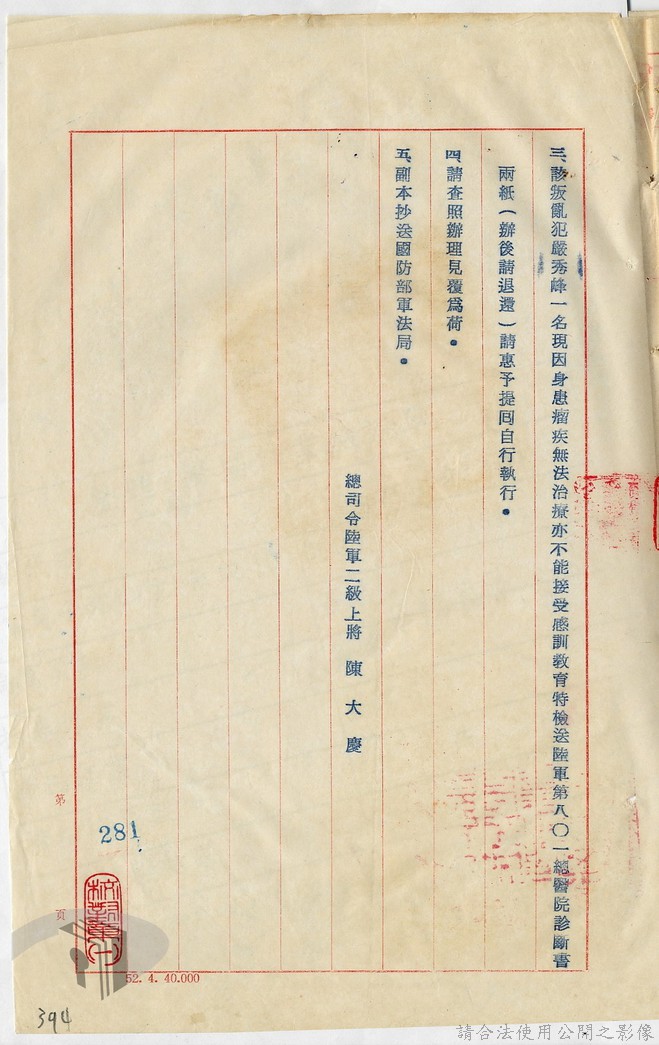 三、該叛亂犯嚴秀峰一名現因身患瘤疾無法治療亦不能接受感訓教育特檢送陸軍第八〇一總醫院診斷書
兩紙(辦後請退還)請惠予提回自行執行。
四、請查照辦理見覆為荷。
五、副本抄送國防部軍法局。
總司令陸軍二級上將 陳大慶
第 頁
281
52. 4. 40.000
394
請合法使用公開之影像